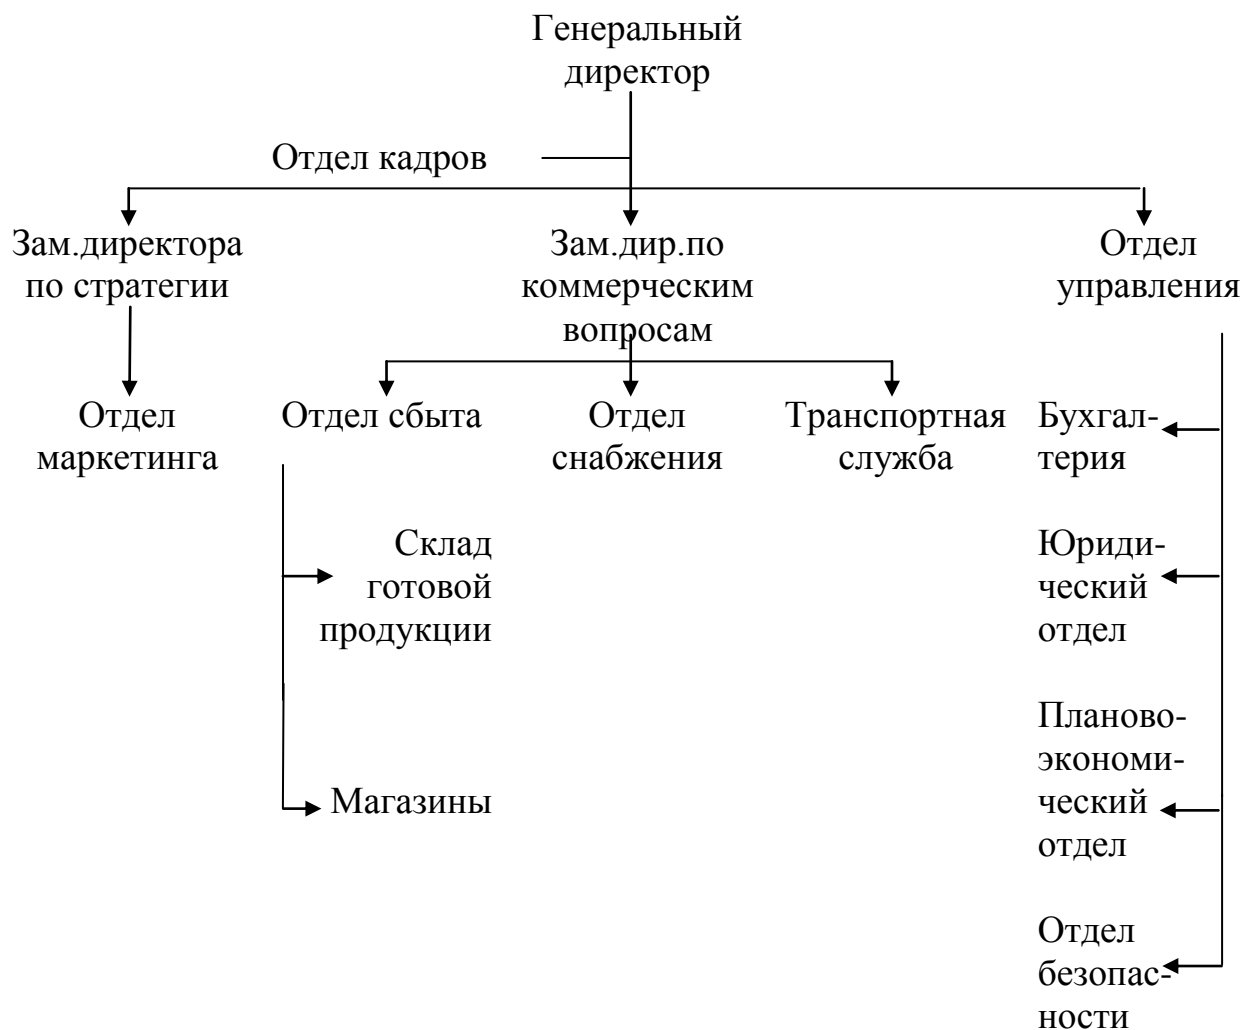 Генеральный
директор
Отдел кадров
Зам.директора
по стратегии
Зам.дир.по
коммерческим
вопросам
Отдел
управления
Отдел
маркетинга
Отдел сбыта
Отдел
снабжения
Транспортная
служба
Бухгал-
терия
Склад
готовой
продукции
Юриди-
ческий
отдел
Магазины
Планово-
экономи-
ческий
отдел
Отдел
безопас-
ности